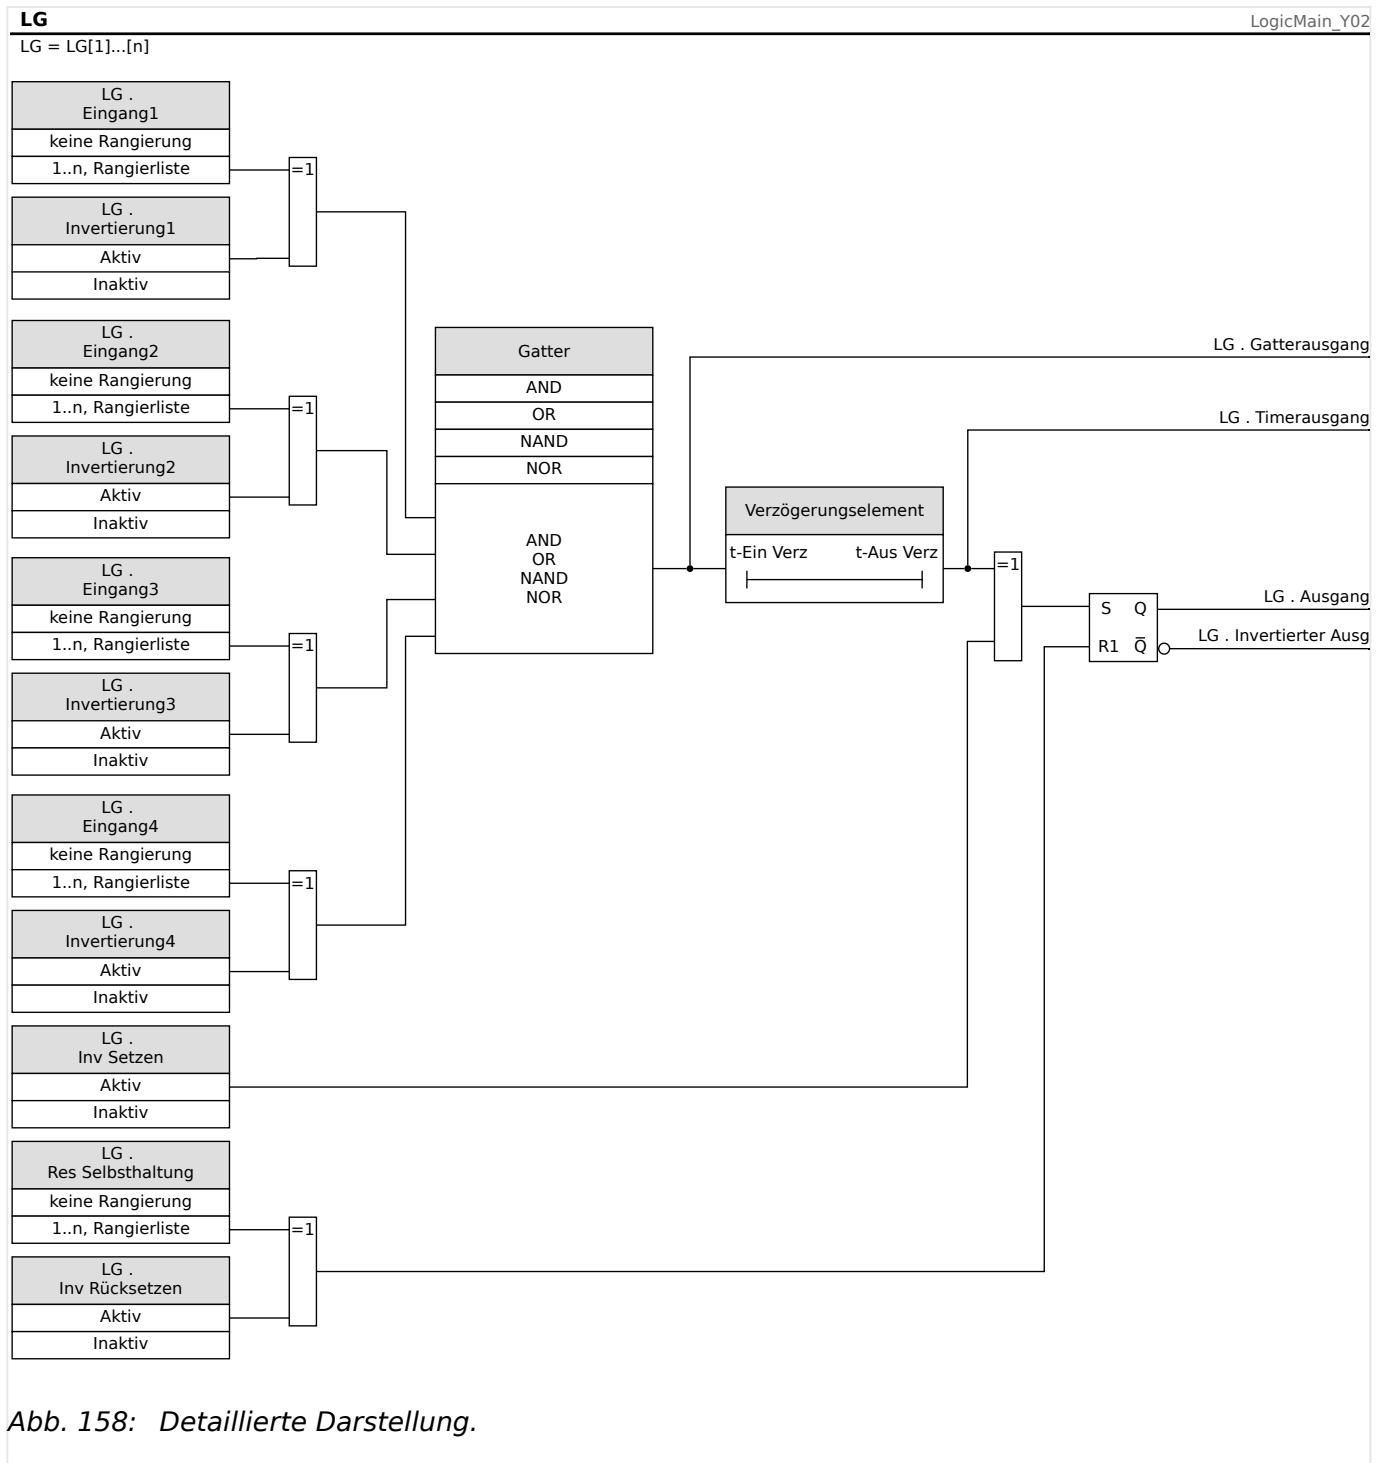 LG
LogicMain_Y02
LG = LG[1]...[n]
LG .
Eingang1
keine Rangierung
1..n, Rangierliste
=1
LG .
Invertierung1
Aktiv
Inaktiv
LG .
Eingang2
keine Rangierung
1..n, Rangierliste
=1
LG .
Invertierung2
Aktiv
Inaktiv
LG .
Eingang3
keine Rangierung
1..n, Rangierliste
=1
LG .
Invertierung3
Aktiv
Inaktiv
LG .
Eingang4
keine Rangierung
1..n, Rangierliste
=1
LG .
Invertierung4
Aktiv
Inaktiv
LG .
Inv Setzen
Aktiv
Inaktiv
LG .
Res Selbsthaltung
keine Rangierung
1..n, Rangierliste
=1
LG .
Inv Rücksetzen
Aktiv
Inaktiv
Gatter
AND
OR
NAND
NOR
AND
OR
NAND
NOR
Verzögerungselement
t-Ein Verz t-Aus Verz
=1
S Q
R1 Q̅
LG . Gatterausgang
LG . Timerausgang
LG . Ausgang
LG . Invertierter Ausg
Abb. 158: Detaillierte Darstellung.